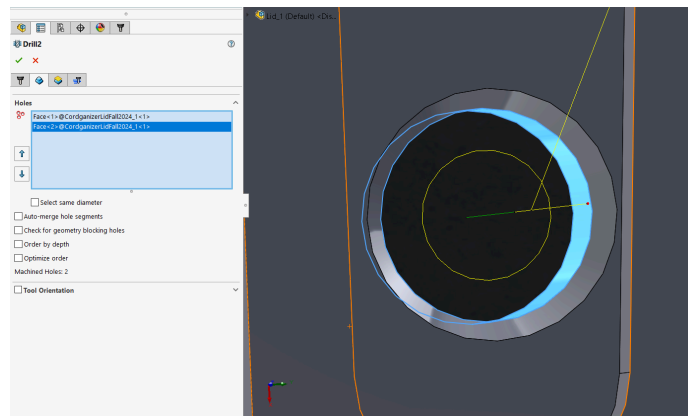 Lid_1 (Default) <Dis...
Drill2
Holes
Face<1>@CordganizerLidFall2024_1<1>
Face<2>@CordganizerLidFall2024_1<1>
Select same diameter
Auto-merge hole segments
Check for geometry blocking holes
Order by depth
Optimize order
Machined Holes: 2
Tool Orientation